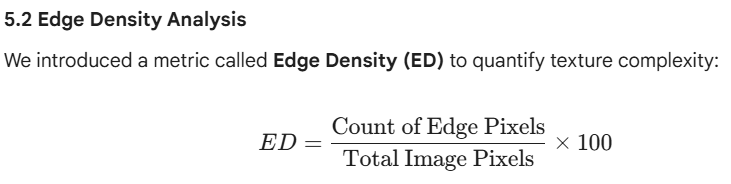 5.2 Edge Density Analysis
We introduced a metric called Edge Density (ED) to quantify texture complexity:
ED = Count of Edge Pixels / Total Image Pixels × 100